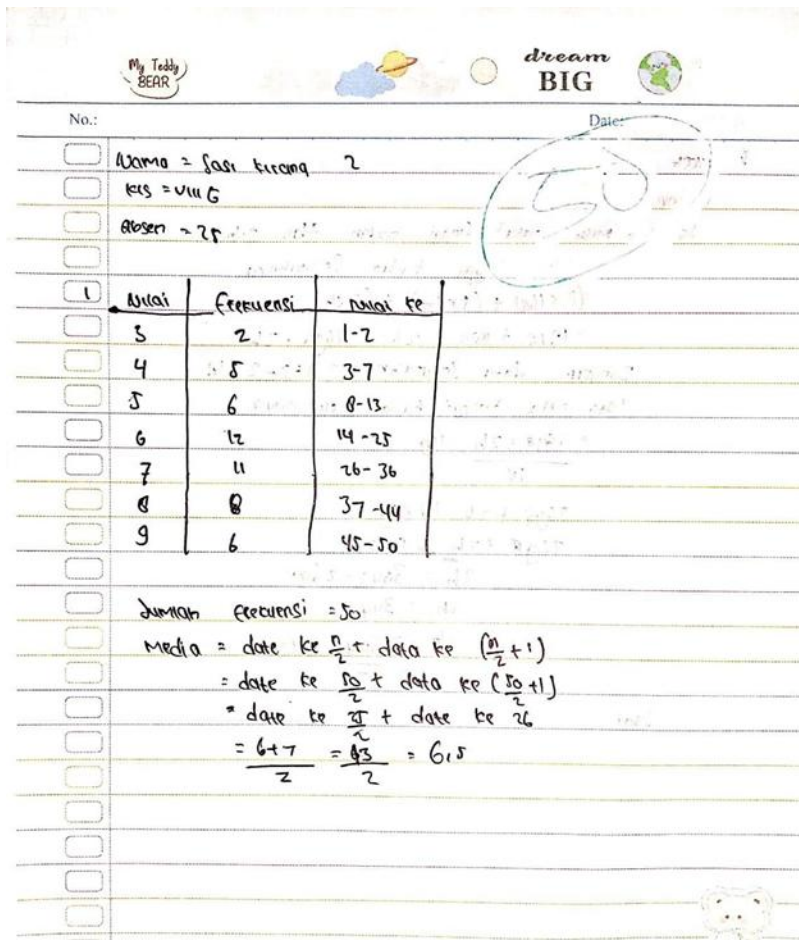 My Teddy
BEAR
dream
BIG
No.:
Date:
50
Nama = Sasi Kirana 2
Kls = VIII G
Absen = 25
1
Nilai Frekuensi Nilai ke
3 2 1-2
4 5 3-7
5 6 8-13
6 12 14-25
7 11 26-36
8 8 37-44
9 6 45-50
Jumlah frekuensi = 50
Media = date ke n/2 + data ke (n/2 + 1)
= date ke 50/2 + data ke (50/2 + 1)
= date ke 25/2 + date ke 26
= 6+7/2 = 13/2 = 6,5